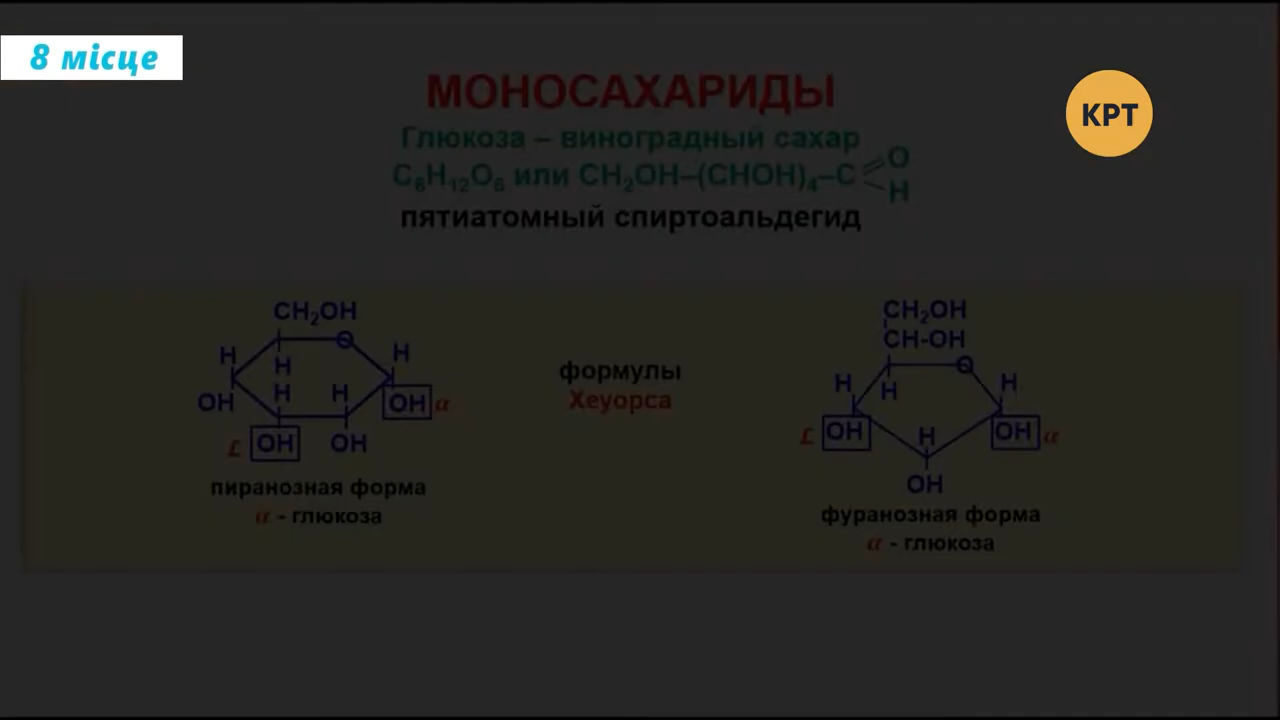 8 місце
КРТ
МОНОСАХАРИДЫ
Глюкоза – виноградный сахар
C₆H₁₂O₆ или CH₂OH–(CHOH)₄–C
O
H
пятиатомный спиртоальдегид
CH₂OH
O
H
H
H
H
H
OH
OH α
£ OH
OH
пиранозная форма
α - глюкоза
формулы
Хеуорса
CH₂OH
CH-OH
O
H
H
H
£ OH
H
OH α
OH
фуранозная форма
α - глюкоза